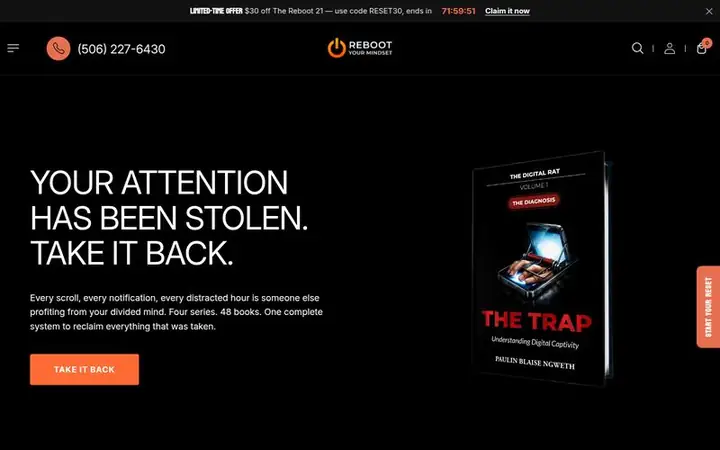 LIMITED-TIME OFFER $30 off The Reboot 21 — use code RESET30, ends in 71:59:51 Claim it now
(506) 227-6430
REBOOT
YOUR MINDSET
0
YOUR ATTENTION
HAS BEEN STOLEN.
TAKE IT BACK.
Every scroll, every notification, every distracted hour is someone else
profiting from your divided mind. Four series. 48 books. One complete
system to reclaim everything that was taken.
TAKE IT BACK
THE DIGITAL RAT
VOLUME 1
THE DIAGNOSIS
THE TRAP
Understanding Digital Captivity
PAULIN BLAISE NGWETH
START YOUR RESET